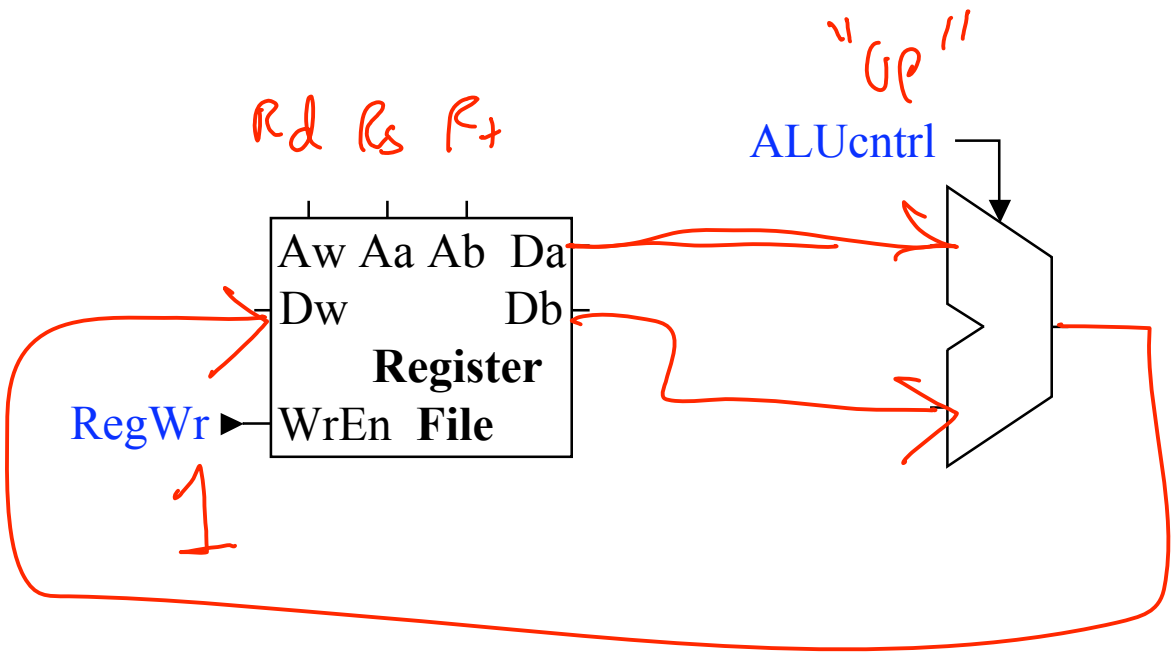 "op"
Rd Rs Rt
ALUcntrl
Aw Aa Ab Da
Dw Db
Register
RegWr WrEn File
1